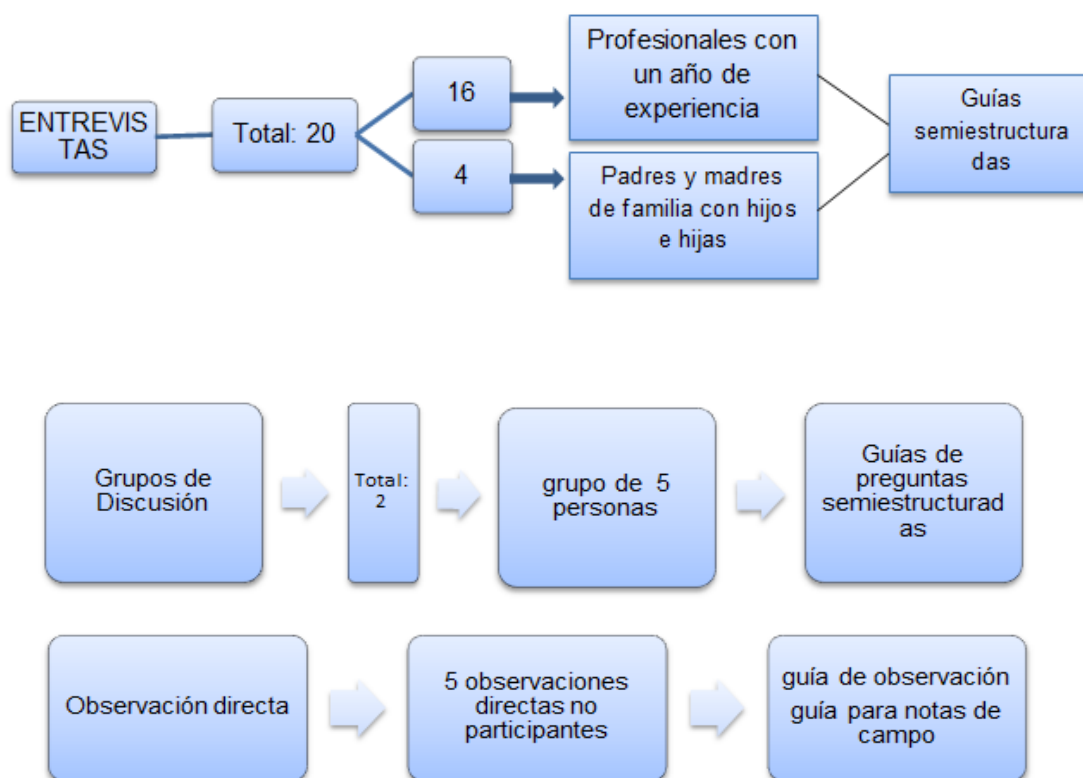 ENTREVIS
TAS
Total: 20
16
4
Profesionales con
un año de
experiencia
Padres y madres
de familia con hijos
e hijas
Guías
semiestructura
das
Grupos de
Discusión
Total:
2
grupo de 5
personas
Guías de
preguntas
semiestructurad
as
Observación directa
5 observaciones
directas no
participantes
guía de observación
guía para notas de
campo